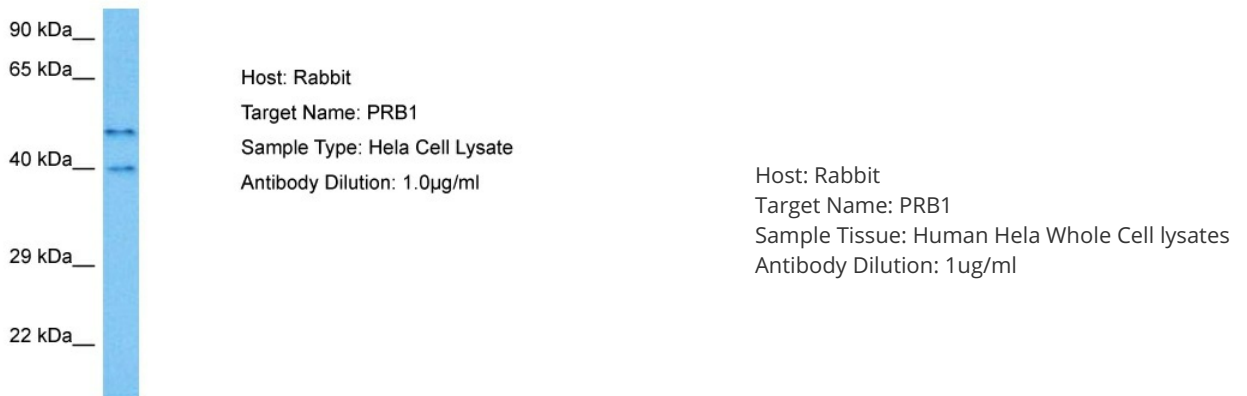 90 kDa__
65 kDa__
40 kDa__
29 kDa__
22 kDa__
Host: Rabbit
Target Name: PRB1
Sample Type: Hela Cell Lysate
Antibody Dilution: 1.0µg/ml
Host: Rabbit
Target Name: PRB1
Sample Tissue: Human Hela Whole Cell lysates
Antibody Dilution: 1ug/ml